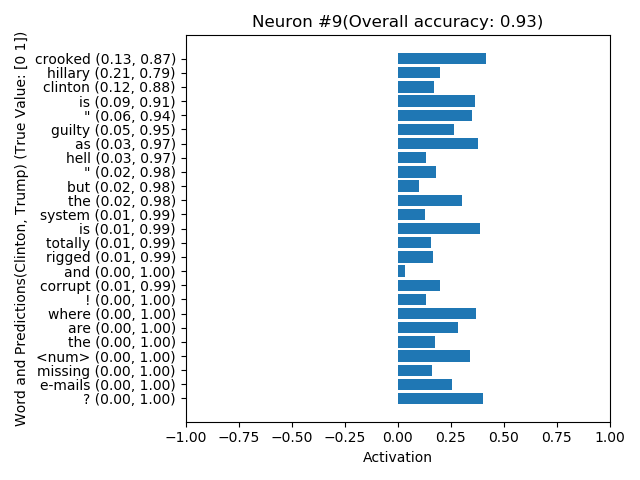 Neuron #9(Overall accuracy: 0.93)
Word and Predictions(Clinton, Trump) (True Value: [0 1])
crooked (0.13, 0.87)
hillary (0.21, 0.79)
clinton (0.12, 0.88)
is (0.09, 0.91)
" (0.06, 0.94)
guilty (0.05, 0.95)
as (0.03, 0.97)
hell (0.03, 0.97)
" (0.02, 0.98)
but (0.02, 0.98)
the (0.02, 0.98)
system (0.01, 0.99)
is (0.01, 0.99)
totally (0.01, 0.99)
rigged (0.01, 0.99)
and (0.00, 1.00)
corrupt (0.01, 0.99)
! (0.00, 1.00)
where (0.00, 1.00)
are (0.00, 1.00)
the (0.00, 1.00)
<num> (0.00, 1.00)
missing (0.00, 1.00)
e-mails (0.00, 1.00)
? (0.00, 1.00)
−1.00 −0.75 −0.50 −0.25 0.00 0.25 0.50 0.75 1.00
Activation